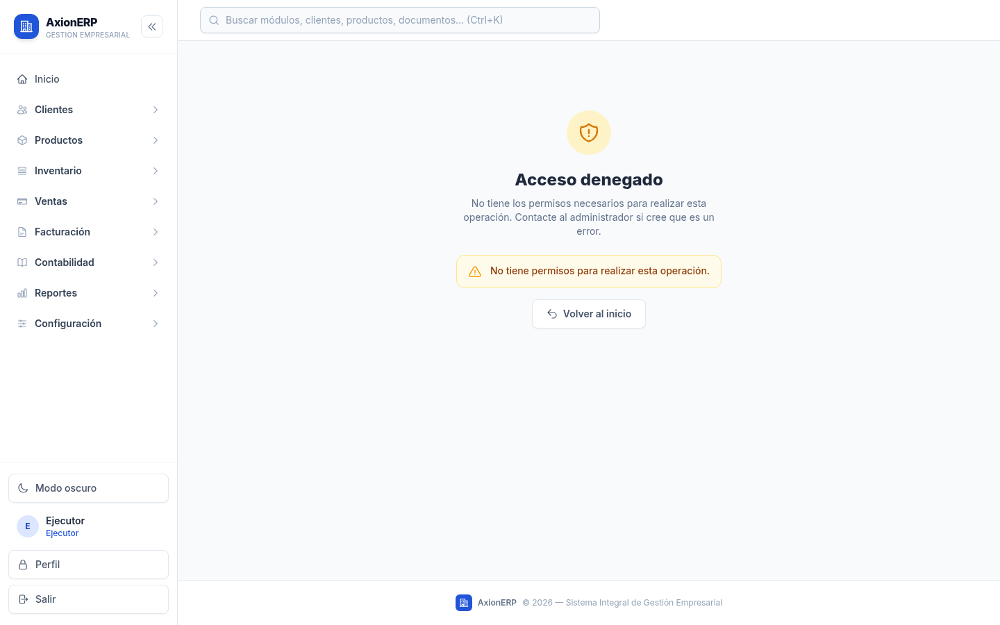 AxionERP
GESTIÓN EMPRESARIAL
Buscar módulos, clientes, productos, documentos... (Ctrl+K)
Inicio
Clientes
Productos
Inventario
Ventas
Facturación
Contabilidad
Reportes
Configuración
Acceso denegado
No tiene los permisos necesarios para realizar esta
operación. Contacte al administrador si cree que es un
error.
No tiene permisos para realizar esta operación.
Volver al inicio
Modo oscuro
E
Ejecutor
Ejecutor
Perfil
Salir
AxionERP © 2026 — Sistema Integral de Gestión Empresarial